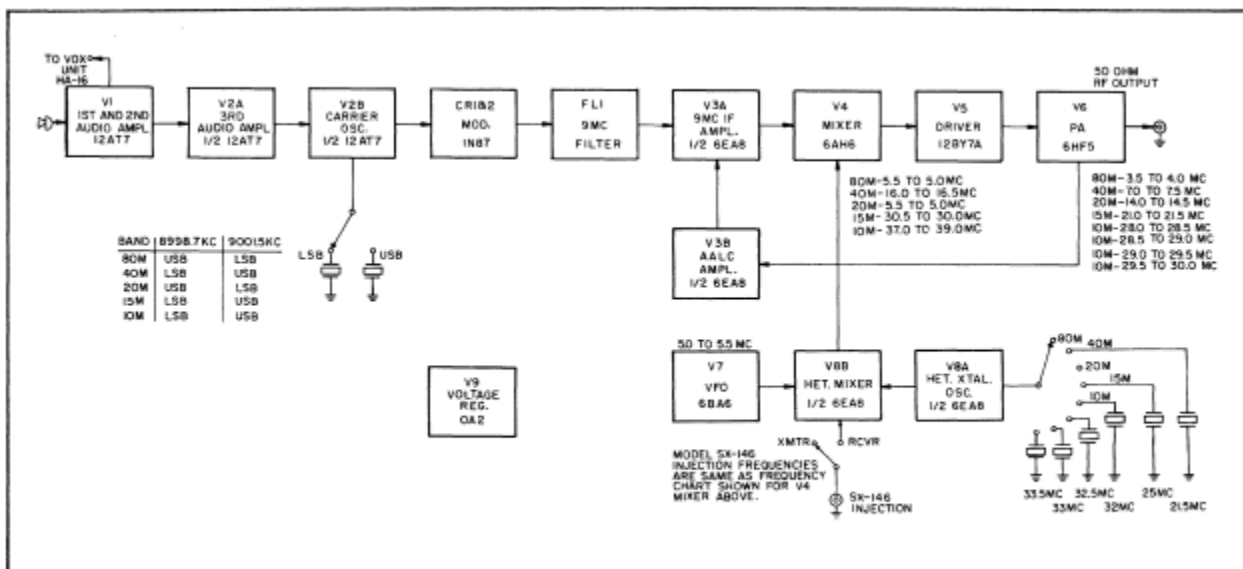 TO VOX
UNIT
HA-16
V1
1ST AND 2ND
AUDIO AMPL
12AT7
V2A
3RD
AUDIO AMPL
1/2 12AT7
V2B
CARRIER
OSC.
1/2 12AT7
CR1&2
MOD.
1N87
FL1
9MC
FILTER
V3A
9MC IF
AMPL.
1/2 6EA8
V4
MIXER
6AH6
V5
DRIVER
12BY7A
50 OHM
RF OUTPUT
V6
PA
6HF5
80M-5.5 TO 5.0MC
40M-16.0 TO 16.5MC
20M-5.5 TO 5.0MC
15M-30.5 TO 30.0MC
10M-37.0 TO 39.0MC
80M-3.5 TO 4.0 MC
40M-7.0 TO 7.5 MC
20M-14.0 TO 14.5 MC
15M-21.0 TO 21.5 MC
10M-28.0 TO 28.5 MC
10M-28.5 TO 29.0 MC
10M-29.0 TO 29.5 MC
10M-29.5 TO 30.0 MC
BAND 8998.7KC 9001.5KC
80M USB LSB
40M LSB USB
20M USB LSB
15M LSB USB
10M LSB USB
LSB
USB
V3B
AALC
AMPL.
1/2 6EA8
V9
VOLTAGE
REG.
OA2
5.0 TO 5.5 MC
V7
VFO
6BA6
V8B
HET. MIXER
1/2 6EA8
V8A
HET. XTAL.
OSC.
1/2 6EA8
80M
40M
20M
15M
10M
XMTR
RCVR
MODEL SX-146
INJECTION FREQUENCIES
ARE SAME AS FREQUENCY
CHART SHOWN FOR V4
MIXER ABOVE.
SX-146
INJECTION
33.5MC
33MC
32.5MC
32MC
25MC
21.5MC